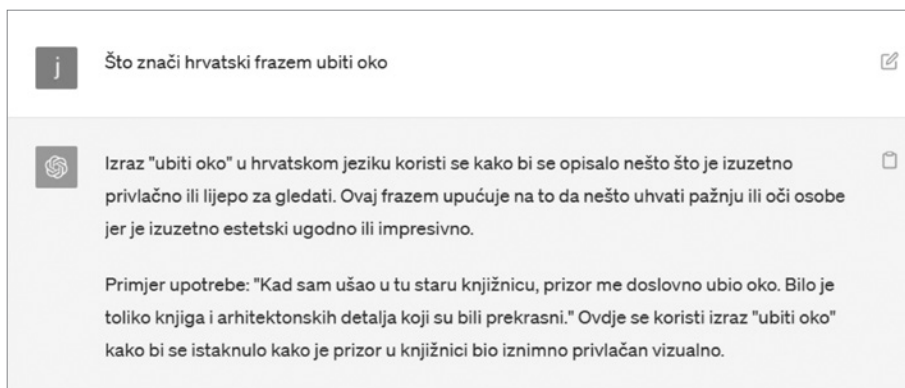 j
Što znači hrvatski frazem ubiti oko
Izraz "ubiti oko" u hrvatskom jeziku koristi se kako bi se opisalo nešto što je izuzetno
privlačno ili lijepo za gledati. Ovaj frazem upućuje na to da nešto uhvati pažnju ili oči osobe
jer je izuzetno estetski ugodno ili impresivno.
Primjer upotrebe: "Kad sam ušao u tu staru knjižnicu, prizor me doslovno ubio oko. Bilo je
toliko knjiga i arhitektonskih detalja koji su bili prekrasni." Ovdje se koristi izraz "ubiti oko"
kako bi se istaknulo kako je prizor u knjižnici bio iznimno privlačan vizualno.